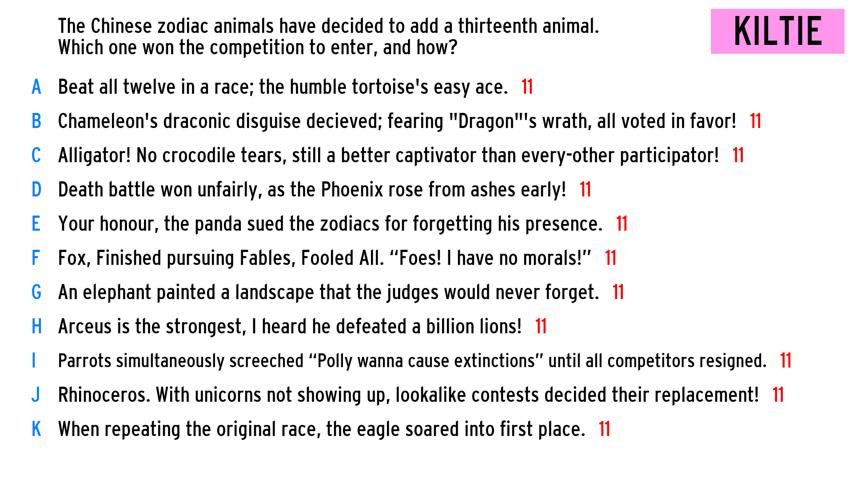 The Chinese zodiac animals have decided to add a thirteenth animal.
KILTIE
Which one won the competition to enter, and how?
A Beat all twelve in a race; the humble tortoise's easy ace. 11
B Chameleon's draconic disguise decieved; fearing "Dragon"'s wrath, all voted in favor! 11
C Alligator! No crocodile tears, still a better captivator than every-other participator! 11
D Death battle won unfairly, as the Phoenix rose from ashes early! 11
E Your honour, the panda sued the zodiacs for forgetting his presence. 11
F Fox, Finished pursuing Fables, Fooled All. “Foes! I have no morals!” 11
G An elephant painted a landscape that the judges would never forget. 11
H Arceus is the strongest, I heard he defeated a billion lions! 11
I Parrots simultaneously screeched “Polly wanna cause extinctions” until all competitors resigned. 11
J Rhinoceros. With unicorns not showing up, lookalike contests decided their replacement! 11
K When repeating the original race, the eagle soared into first place. 11